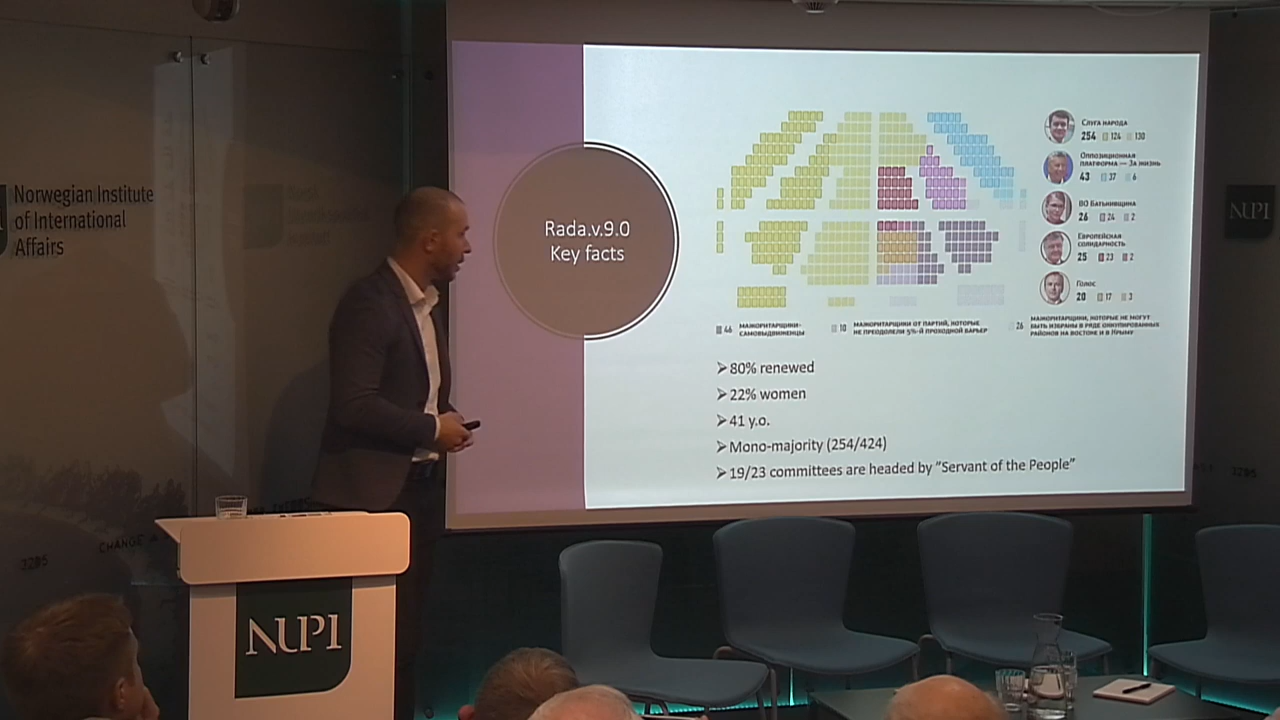 Norwegian Institute
of International
Affairs
Rada.v.9.0
Key facts
Слуга народа
254 124 130
Оппозиционная
платформа — За жизнь
43 37 6
ВО Батькивщина
26 24 2
Европейская
солидарность
25 23 2
Голос
20 17 3
46 мажоритарщики-
самовыдвиженцы
10 мажоритарщики от партий, которые
не преодолели 5%-й проходной барьер
26 мажоритарщики, которые не могут
быть избраны в ряде оккупированных
районов на востоке и в Крыму
➢80% renewed
➢22% women
➢41 y.o.
➢Mono-majority (254/424)
➢19/23 committees are headed by "Servant of the People"
NUPI
CHANGE
3285
3285
NUPI